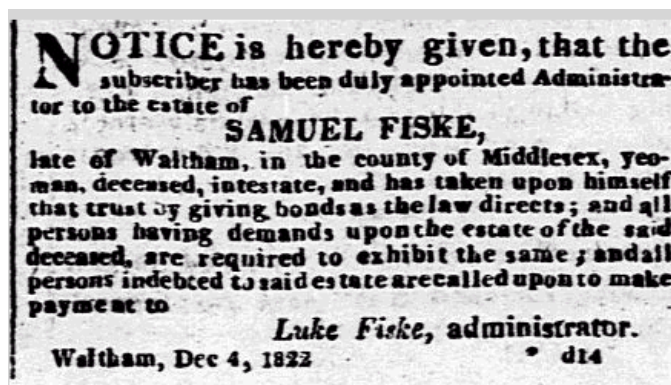 NOTICE is hereby given, that the
subscriber has been duly appointed Administra
tor to the estate of
SAMUEL FISKE,
late of Waltham, in the county of Middlesex, yeo-
man, deceased, intestate, and has taken upon himself
that trust by giving bonds as the law directs; and all
persons having demands upon the estate of the said
deceased, are required to exhibit the same; and all
persons indebted to said estate are called upon to make
payment to
Luke Fiske, administrator.
Waltham, Dec 4, 1822 * d14